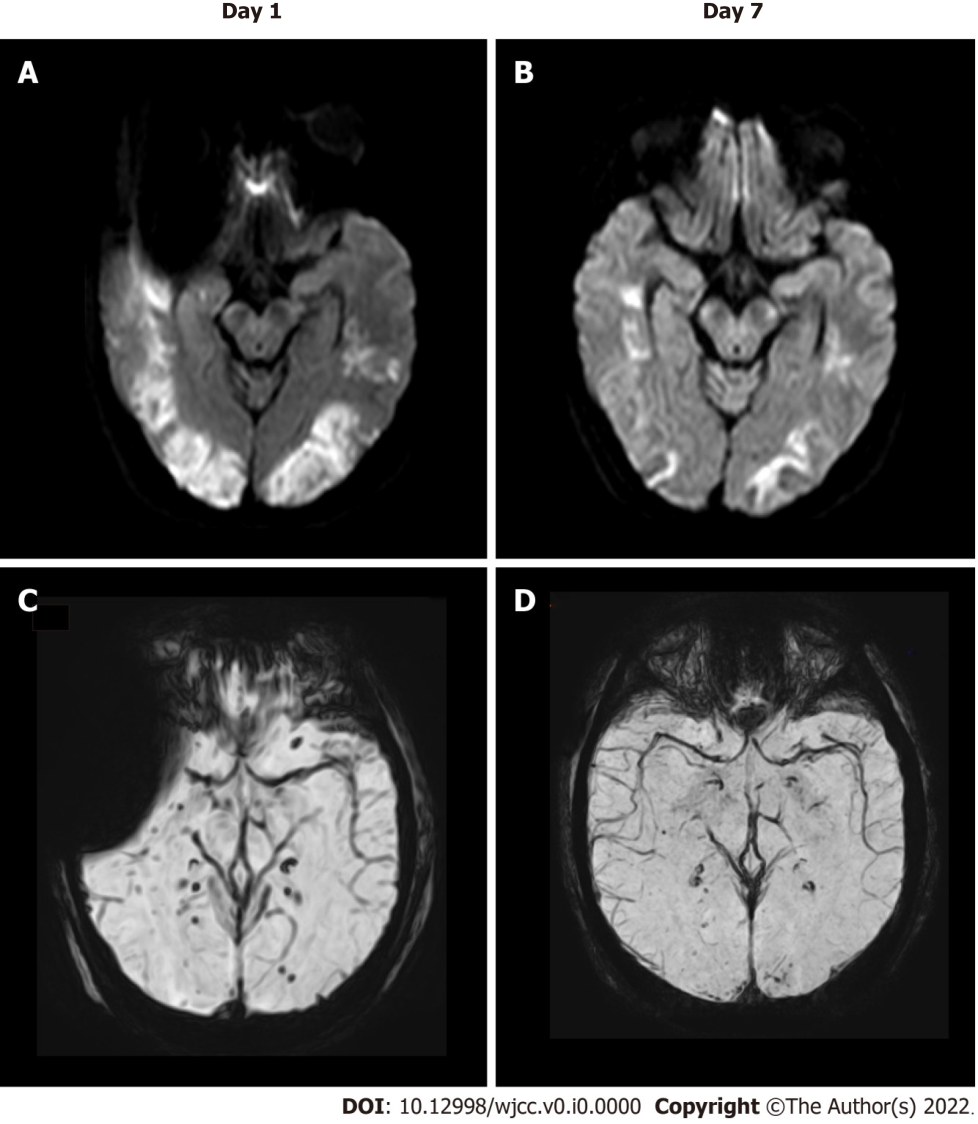 Day 1 Day 7
A B
C D
DOI: 10.12998/wjcc.v0.i0.0000 Copyright ©The Author(s) 2022.